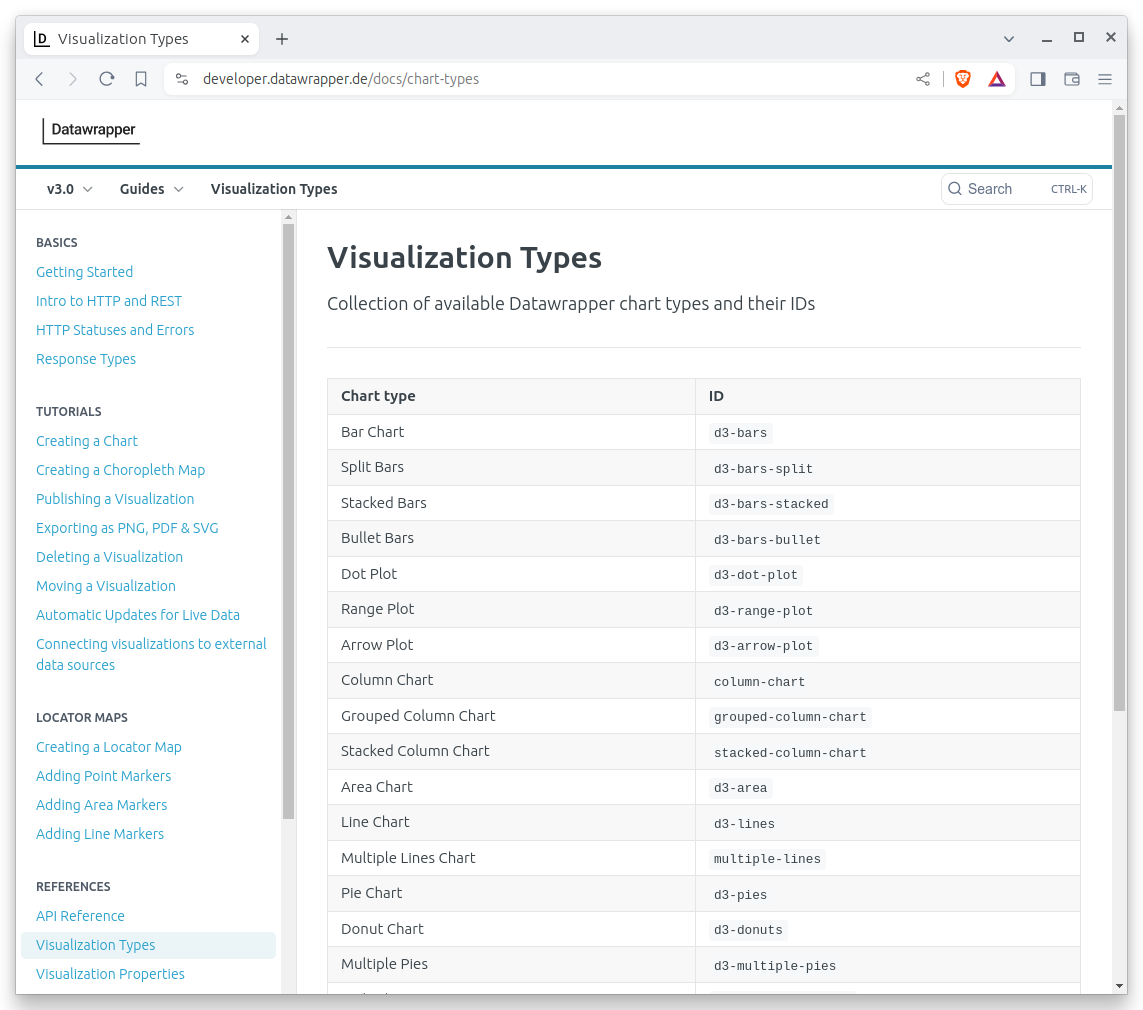 Visualization Types
developer.datawrapper.de/docs/chart-types
Datawrapper
v3.0 Guides Visualization Types Search CTRL-K
BASICS
Getting Started
Intro to HTTP and REST
HTTP Statuses and Errors
Response Types
TUTORIALS
Creating a Chart
Creating a Choropleth Map
Publishing a Visualization
Exporting as PNG, PDF & SVG
Deleting a Visualization
Moving a Visualization
Automatic Updates for Live Data
Connecting visualizations to external
data sources
LOCATOR MAPS
Creating a Locator Map
Adding Point Markers
Adding Area Markers
Adding Line Markers
REFERENCES
API Reference
Visualization Types
Visualization Properties
Visualization Types
Collection of available Datawrapper chart types and their IDs
Chart type ID
Bar Chart d3-bars
Split Bars d3-bars-split
Stacked Bars d3-bars-stacked
Bullet Bars d3-bars-bullet
Dot Plot d3-dot-plot
Range Plot d3-range-plot
Arrow Plot d3-arrow-plot
Column Chart column-chart
Grouped Column Chart grouped-column-chart
Stacked Column Chart stacked-column-chart
Area Chart d3-area
Line Chart d3-lines
Multiple Lines Chart multiple-lines
Pie Chart d3-pies
Donut Chart d3-donuts
Multiple Pies d3-multiple-pies